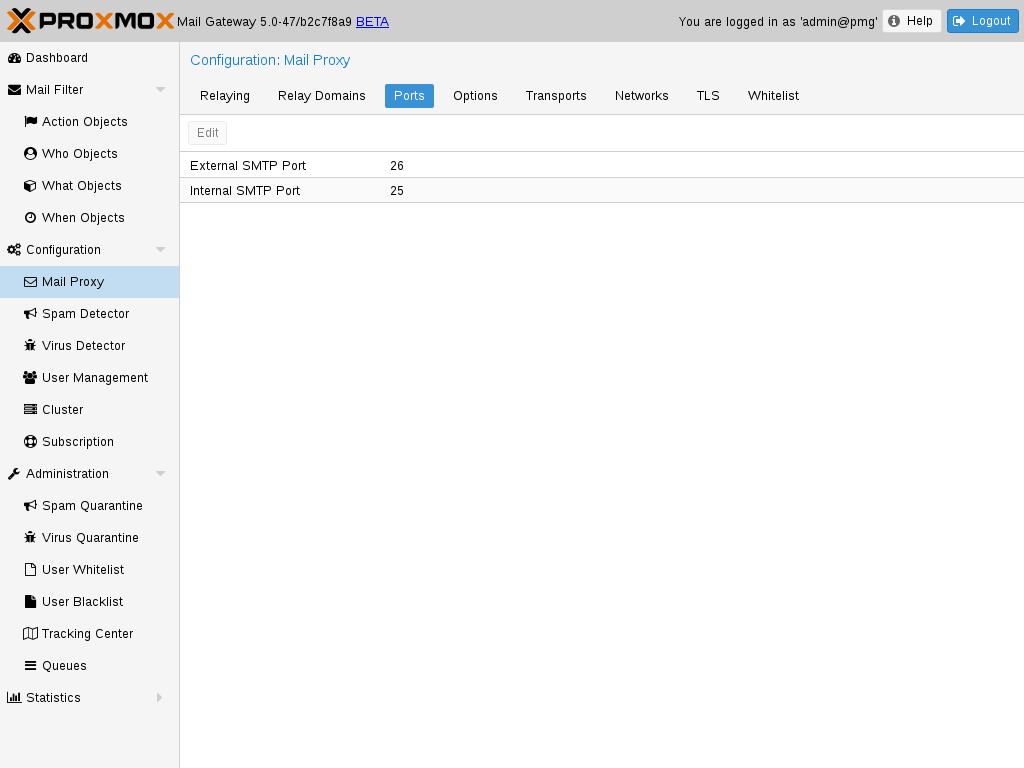 PROXMOX Mail Gateway 5.0-47/b2c7f8a9 BETA You are logged in as 'admin@pmg' Help Logout
Dashboard
Mail Filter
Action Objects
Who Objects
What Objects
When Objects
Configuration
Mail Proxy
Spam Detector
Virus Detector
User Management
Cluster
Subscription
Administration
Spam Quarantine
Virus Quarantine
User Whitelist
User Blacklist
Tracking Center
Queues
Statistics
Configuration: Mail Proxy
Relaying Relay Domains Ports Options Transports Networks TLS Whitelist
Edit
External SMTP Port 26
Internal SMTP Port 25